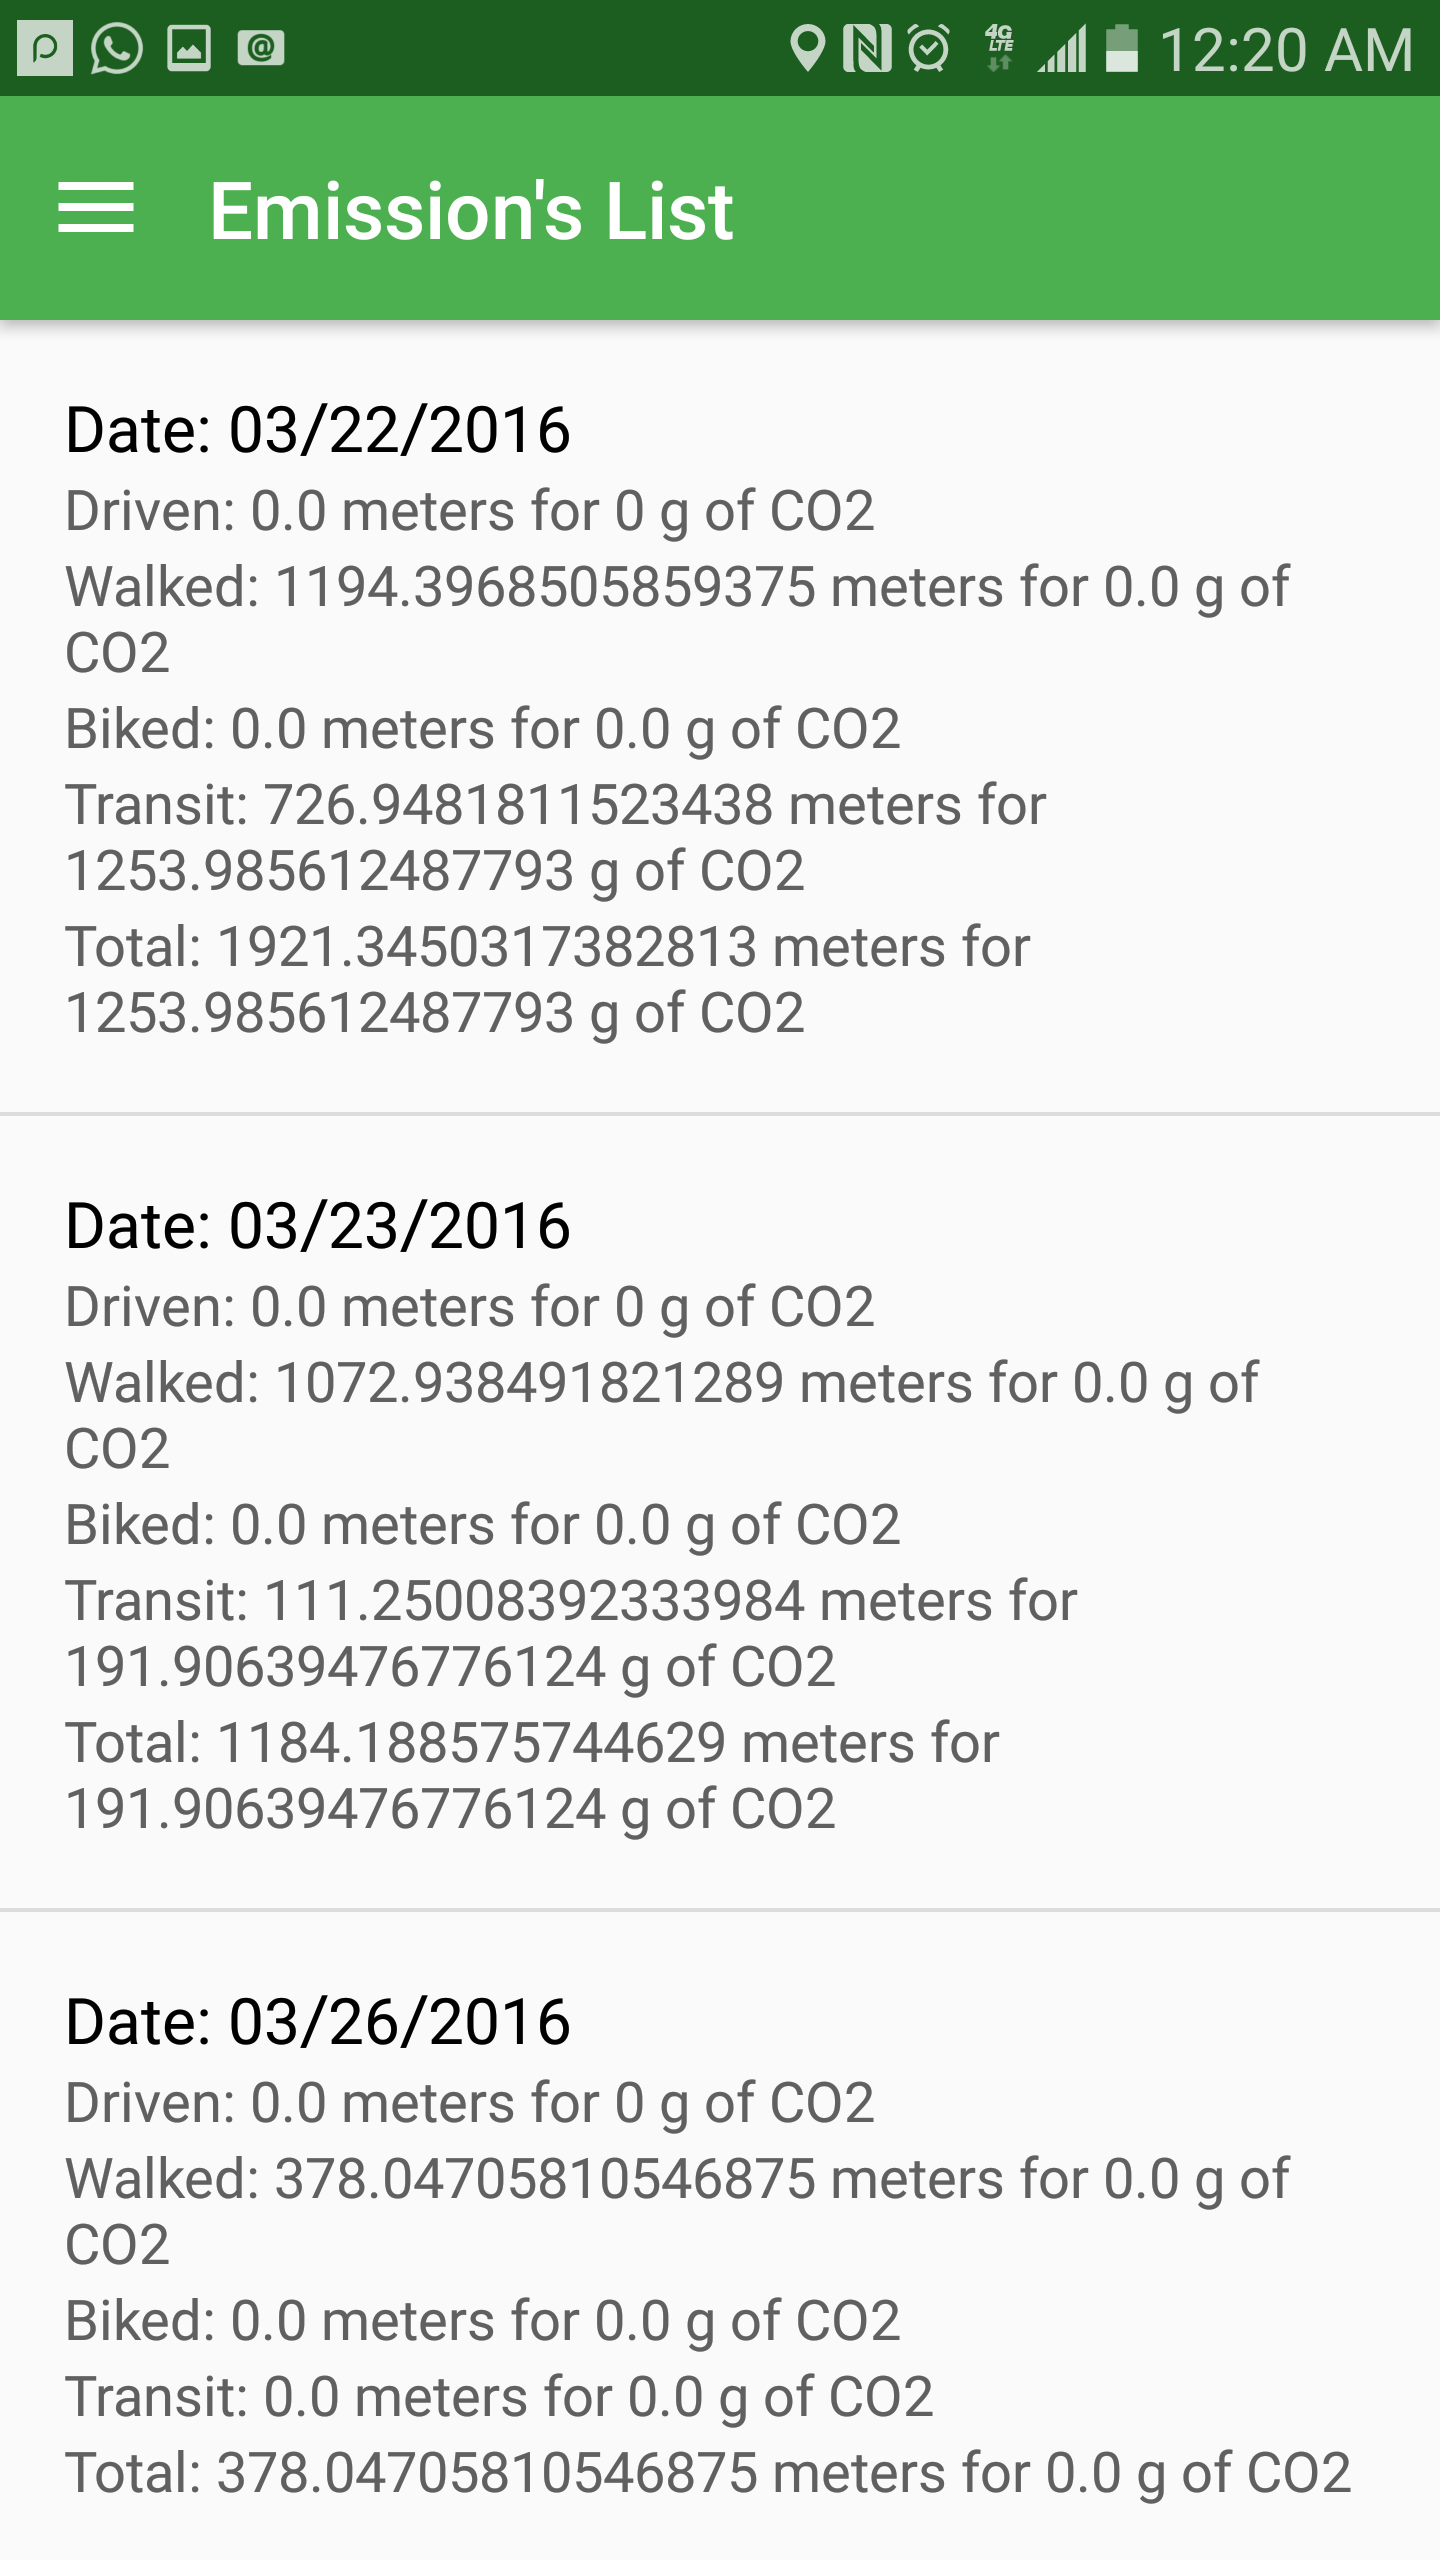 4G
LTE
12:20 AM
Emission's List
Date: 03/22/2016
Driven: 0.0 meters for 0 g of CO2
Walked: 1194.3968505859375 meters for 0.0 g of
CO2
Biked: 0.0 meters for 0.0 g of CO2
Transit: 726.9481811523438 meters for
1253.985612487793 g of CO2
Total: 1921.3450317382813 meters for
1253.985612487793 g of CO2
Date: 03/23/2016
Driven: 0.0 meters for 0 g of CO2
Walked: 1072.938491821289 meters for 0.0 g of
CO2
Biked: 0.0 meters for 0.0 g of CO2
Transit: 111.25008392333984 meters for
191.90639476776124 g of CO2
Total: 1184.188575744629 meters for
191.90639476776124 g of CO2
Date: 03/26/2016
Driven: 0.0 meters for 0 g of CO2
Walked: 378.04705810546875 meters for 0.0 g of
CO2
Biked: 0.0 meters for 0.0 g of CO2
Transit: 0.0 meters for 0.0 g of CO2
Total: 378.04705810546875 meters for 0.0 g of CO2